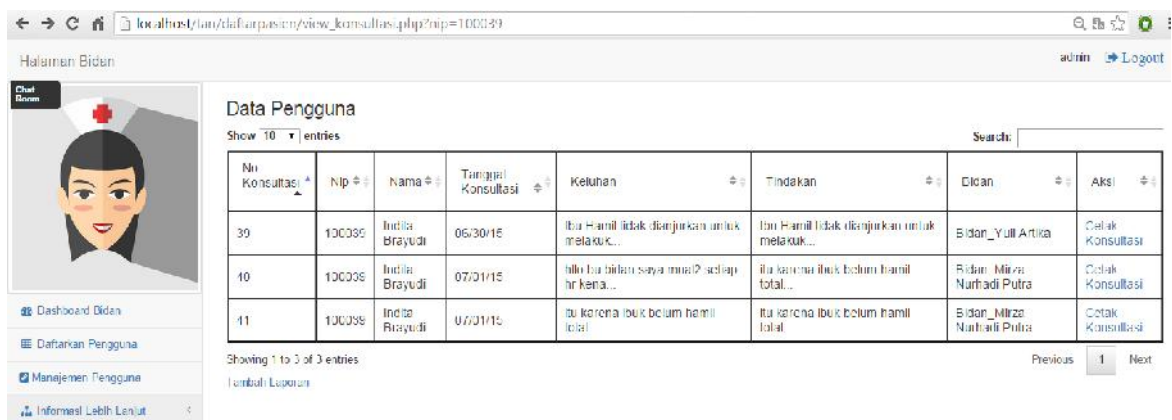 localhost/tan/daftarpasien/view_konsultasi.php?nip=100039
Halaman Bidan
admin Logout
Chat
Room
Data Pengguna
Show 10 entries
Search:
No
Konsultasi
Nip
Nama
Tanggal
Konsultasi
Keluhan
Tindakan
Bidan
Aksi
39
100039
Indita
Brayudi
06/30/15
Ibu Hamil tidak dianjurkan untuk
melakuk...
Ibu Hamil tidak dianjurkan untuk
melakuk...
Bidan_Yuli Artika
Cetak
Konsultasi
40
100039
Indita
Brayudi
07/01/15
hllo bu bidan saya mual2 setiap
hr kena...
itu karena ibuk belum hamil
total...
Bidan_Mirza
Nurhadi Putra
Cetak
Konsultasi
41
100039
Indita
Brayudi
07/01/15
itu karena ibuk belum hamil
total
itu karena ibuk belum hamil
total
Bidan_Mirza
Nurhadi Putra
Cetak
Konsultasi
Showing 1 to 3 of 3 entries
Previous 1 Next
Tambah Laporan
Dashboard Bidan
Daftarkan Pengguna
Manajemen Pengguna
Informasi Lebih Lanjut